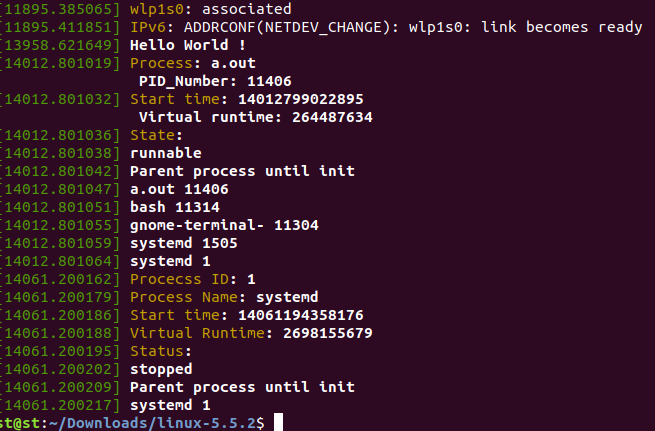 [11895.385065] wlp1s0: associated
[11895.411851] IPv6: ADDRCONF(NETDEV_CHANGE): wlp1s0: link becomes ready
[13958.621649] Hello World !
[14012.801019] Process: a.out
PID_Number: 11406
[14012.801032] Start time: 14012799022895
Virtual runtime: 264487634
[14012.801036] State:
[14012.801038] runnable
[14012.801042] Parent process until init
[14012.801047] a.out 11406
[14012.801051] bash 11314
[14012.801055] gnome-terminal- 11304
[14012.801059] systemd 1505
[14012.801064] systemd 1
[14061.200162] Procecss ID: 1
[14061.200179] Process Name: systemd
[14061.200186] Start time: 14061194358176
[14061.200188] Virtual Runtime: 2698155679
[14061.200195] Status:
[14061.200202] stopped
[14061.200209] Parent process until init
[14061.200217] systemd 1
st@st:~/Downloads/linux-5.5.2$